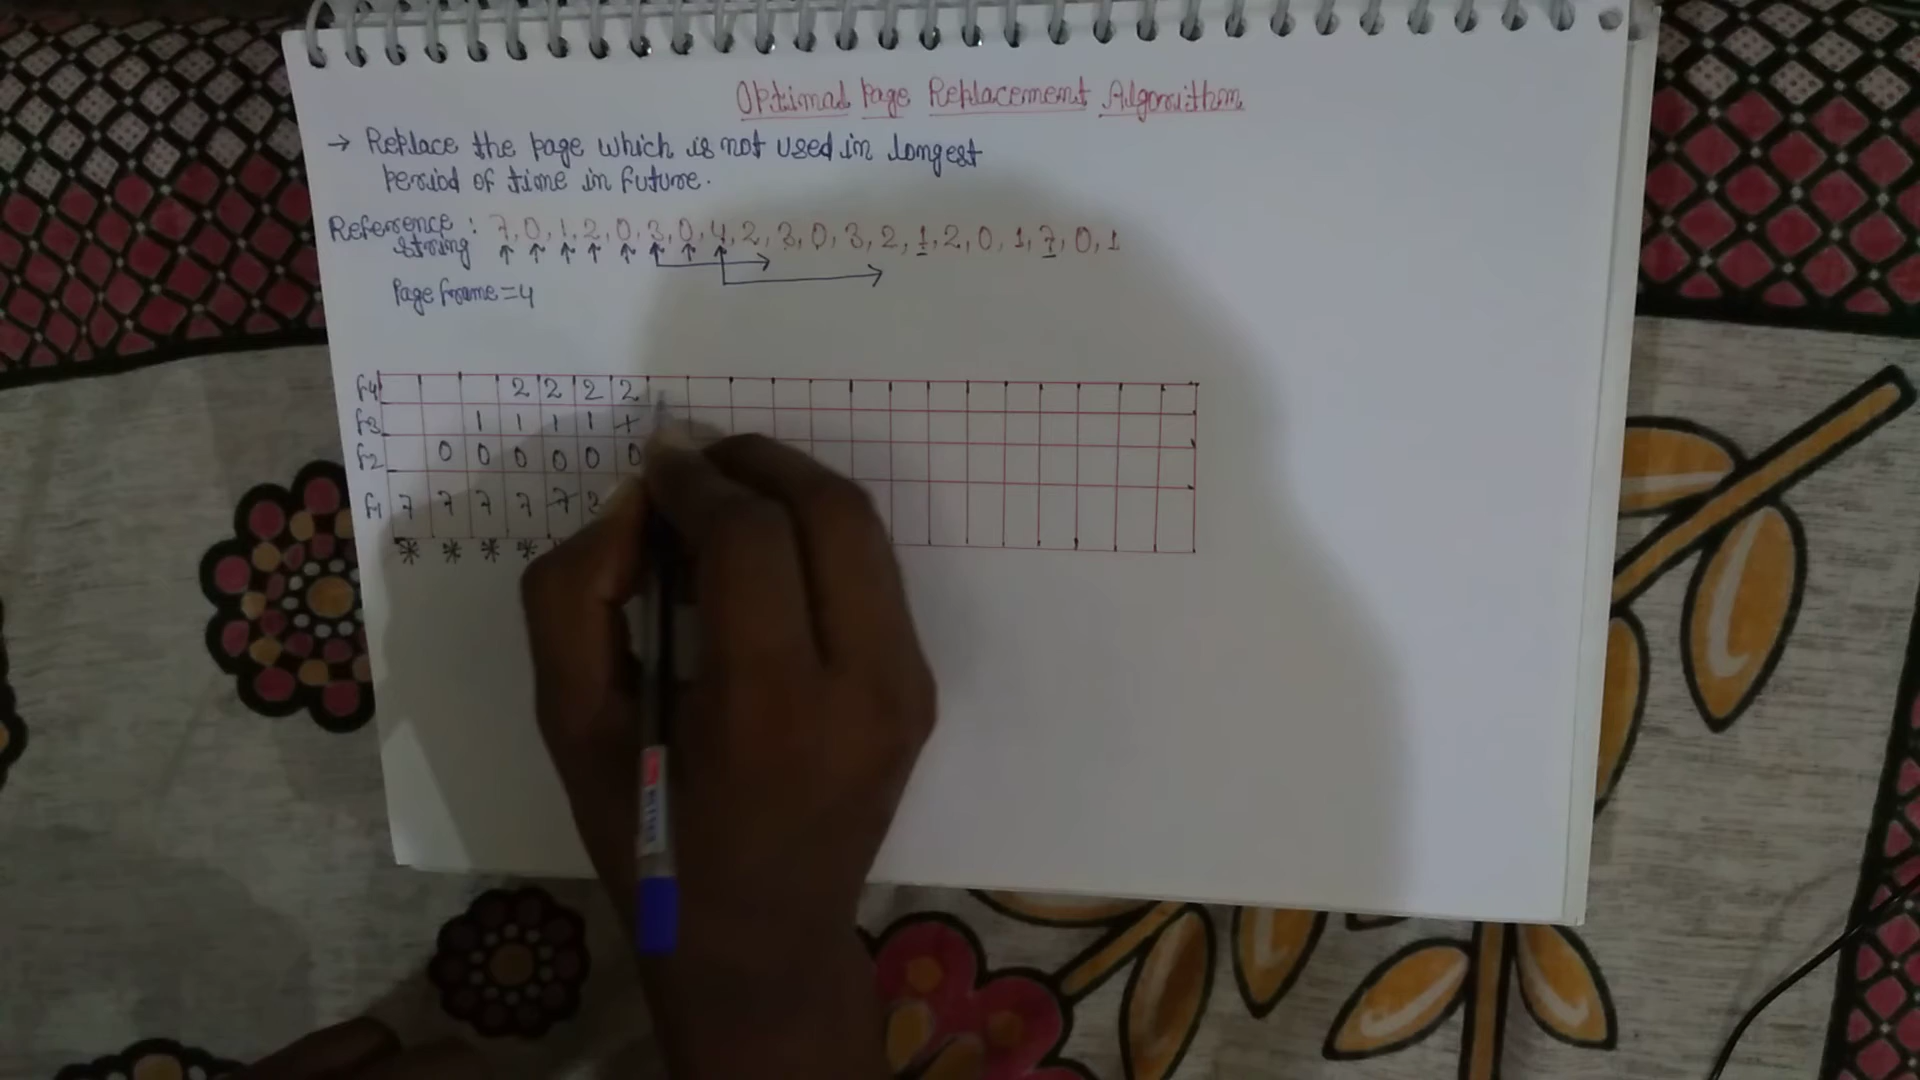 Optimal Page Replacement Algorithm
→ Replace the page which is not used in longest
period of time in future.
Reference : 7, 0, 1, 2, 0, 3, 0, 4, 2, 3, 0, 3, 2, 1, 2, 0, 1, 7, 0, 1
string
Page frame = 4
f4 2 2 2 2
f3 1 1 1 1 1
f2 0 0 0 0 0 0
f1 7 7 7 7 7 3
* * * *